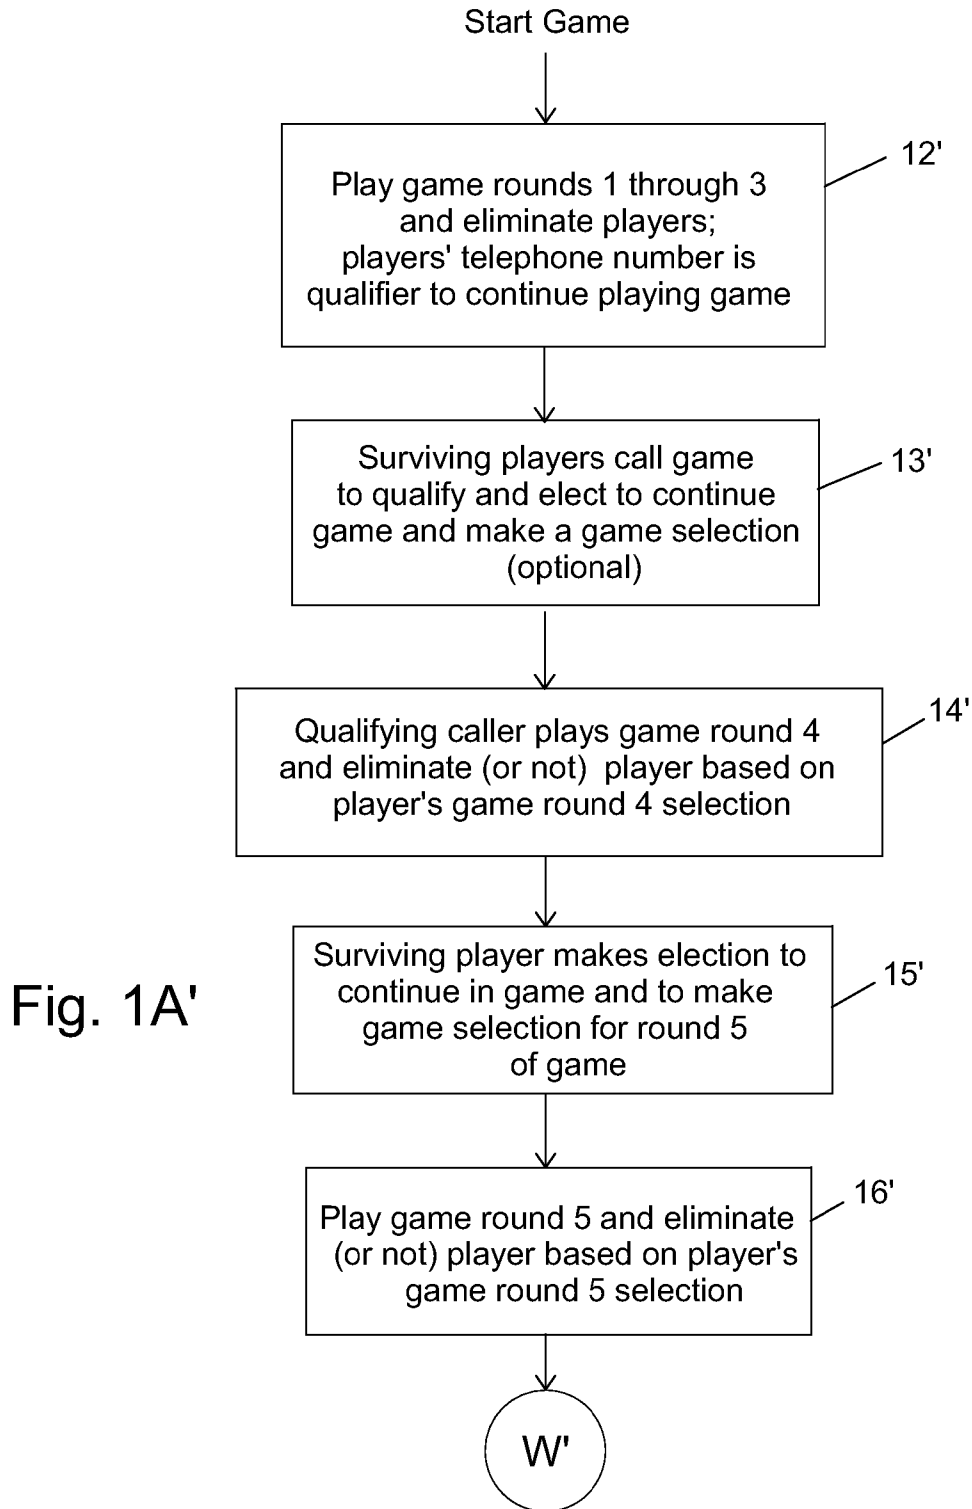 Start Game
12'
Play game rounds 1 through 3
and eliminate players;
players' telephone number is
qualifier to continue playing game
13'
Surviving players call game
to qualify and elect to continue
game and make a game selection
(optional)
14'
Qualifying caller plays game round 4
and eliminate (or not) player based on
player's game round 4 selection
15'
Surviving player makes election to
continue in game and to make
game selection for round 5
of game
Fig. 1A'
16'
Play game round 5 and eliminate
(or not) player based on player's
game round 5 selection
W'